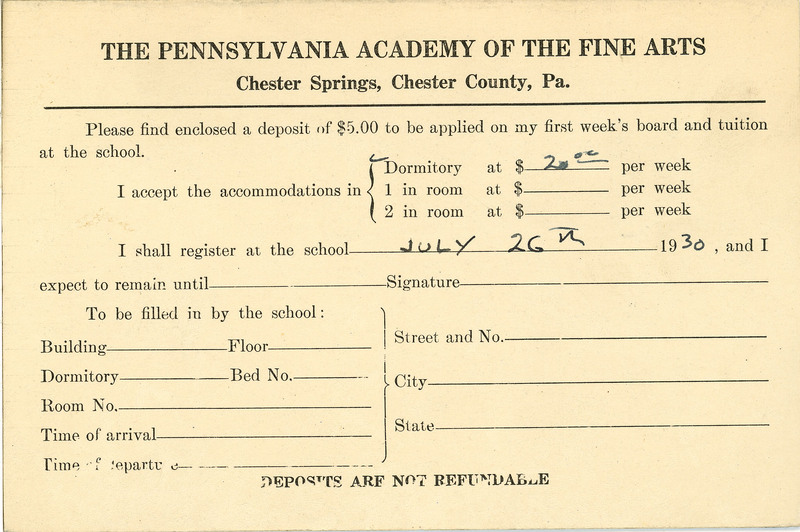 THE PENNSYLVANIA ACADEMY OF THE FINE ARTS
Chester Springs, Chester County, Pa.
Please find enclosed a deposit of $5.00 to be applied on my first week's board and tuition
at the school.
Dormitory at $ 20 00 per week
I accept the accommodations in { 1 in room at $ per week
2 in room at $ per week
I shall register at the school JULY 26TH 1930, and I
expect to remain until Signature
To be filled in by the school:
Street and No.
Building Floor
Dormitory Bed No.
City
Room No.
State
Time of arrival
Time of departure
DEPOSITS ARE NOT REFUNDABLE